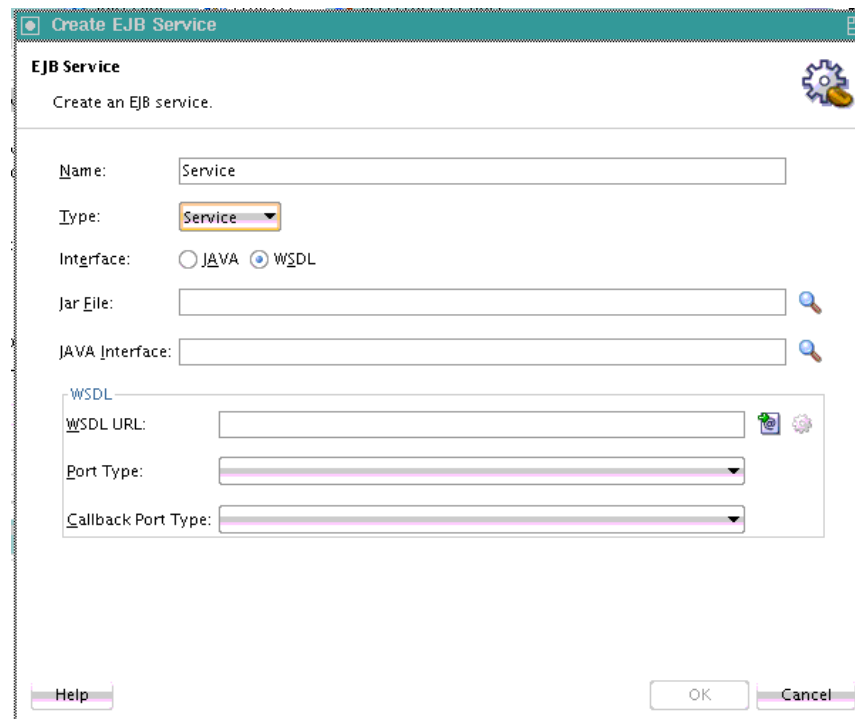 Create EJB Service
EJB Service
Create an EJB service.
Name: Service
Type: Service
Interface: JAVA WSDL
Jar File:
JAVA Interface:
WSDL
WSDL URL:
Port Type:
Callback Port Type:
Help OK Cancel